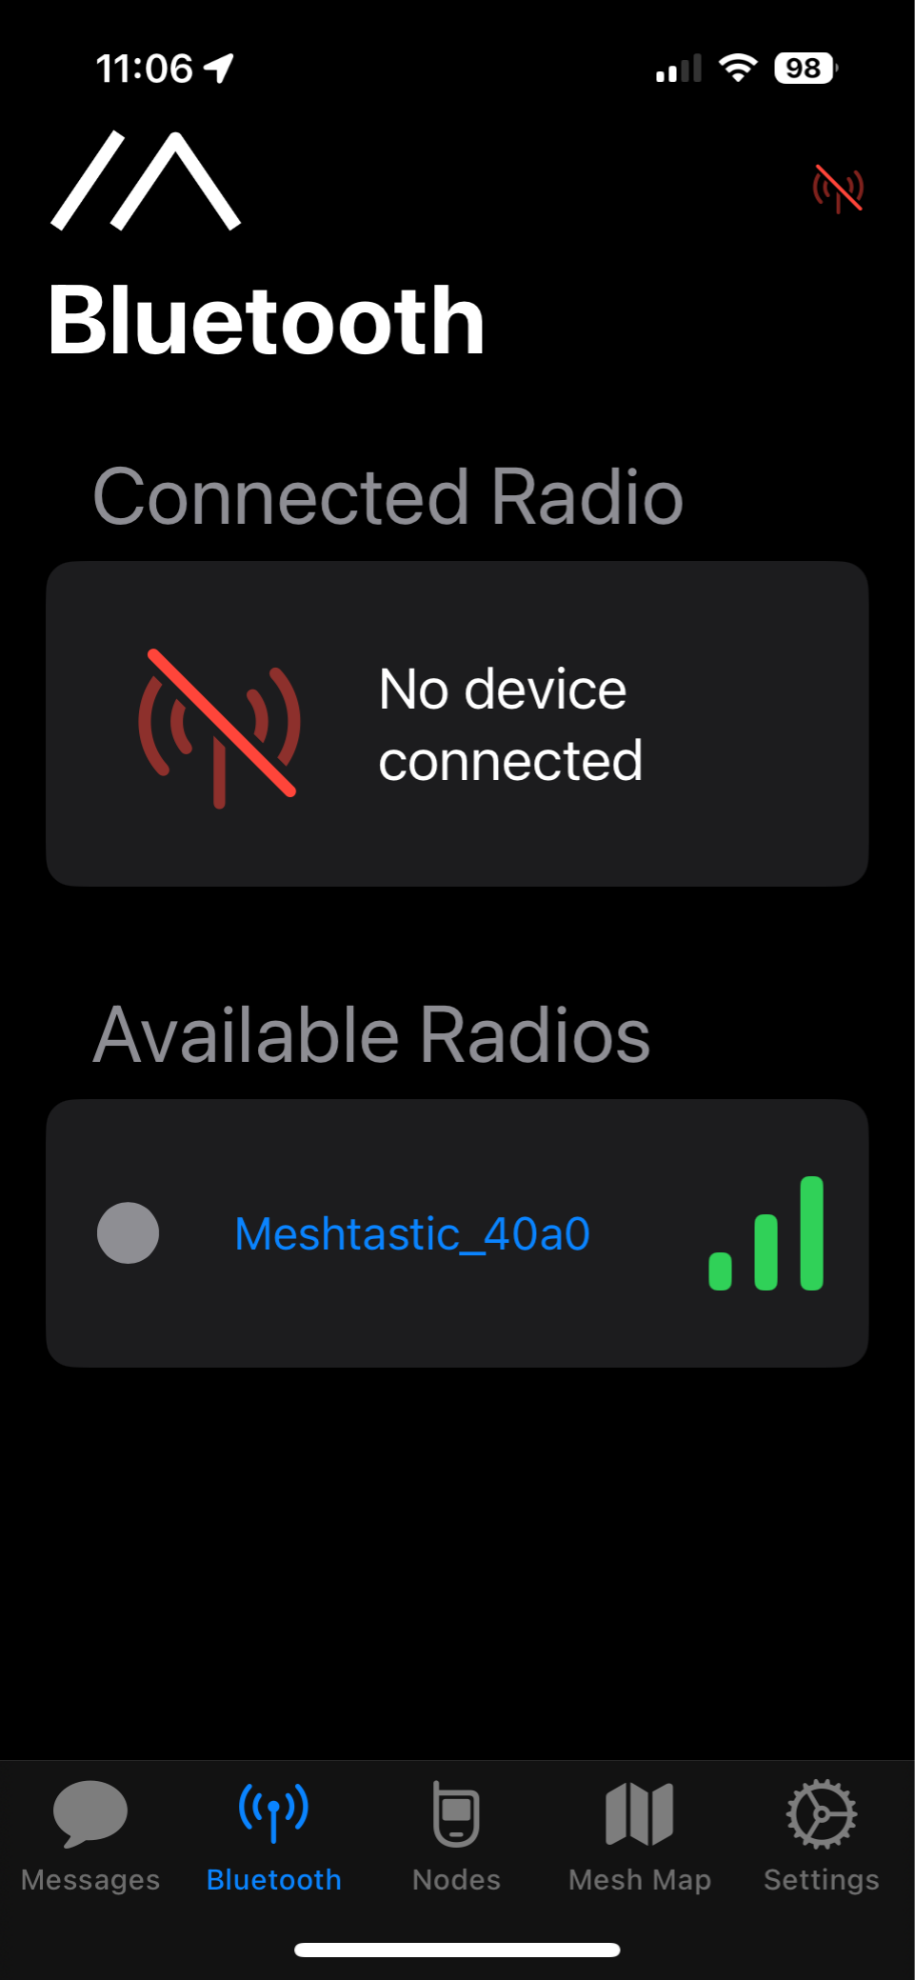 11:06
98
Bluetooth
Connected Radio
No device
connected
Available Radios
Meshtastic_40a0
Messages
Bluetooth
Nodes
Mesh Map
Settings